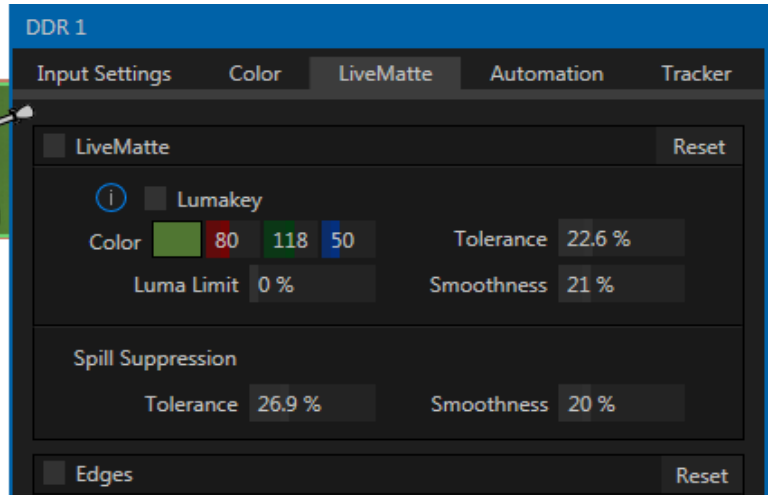 DDR 1
Input Settings Color LiveMatte Automation Tracker
LiveMatte Reset
i Lumakey
Color 80 118 50 Tolerance 22.6 %
Luma Limit 0 % Smoothness 21 %
Spill Suppression
Tolerance 26.9 % Smoothness 20 %
Edges Reset